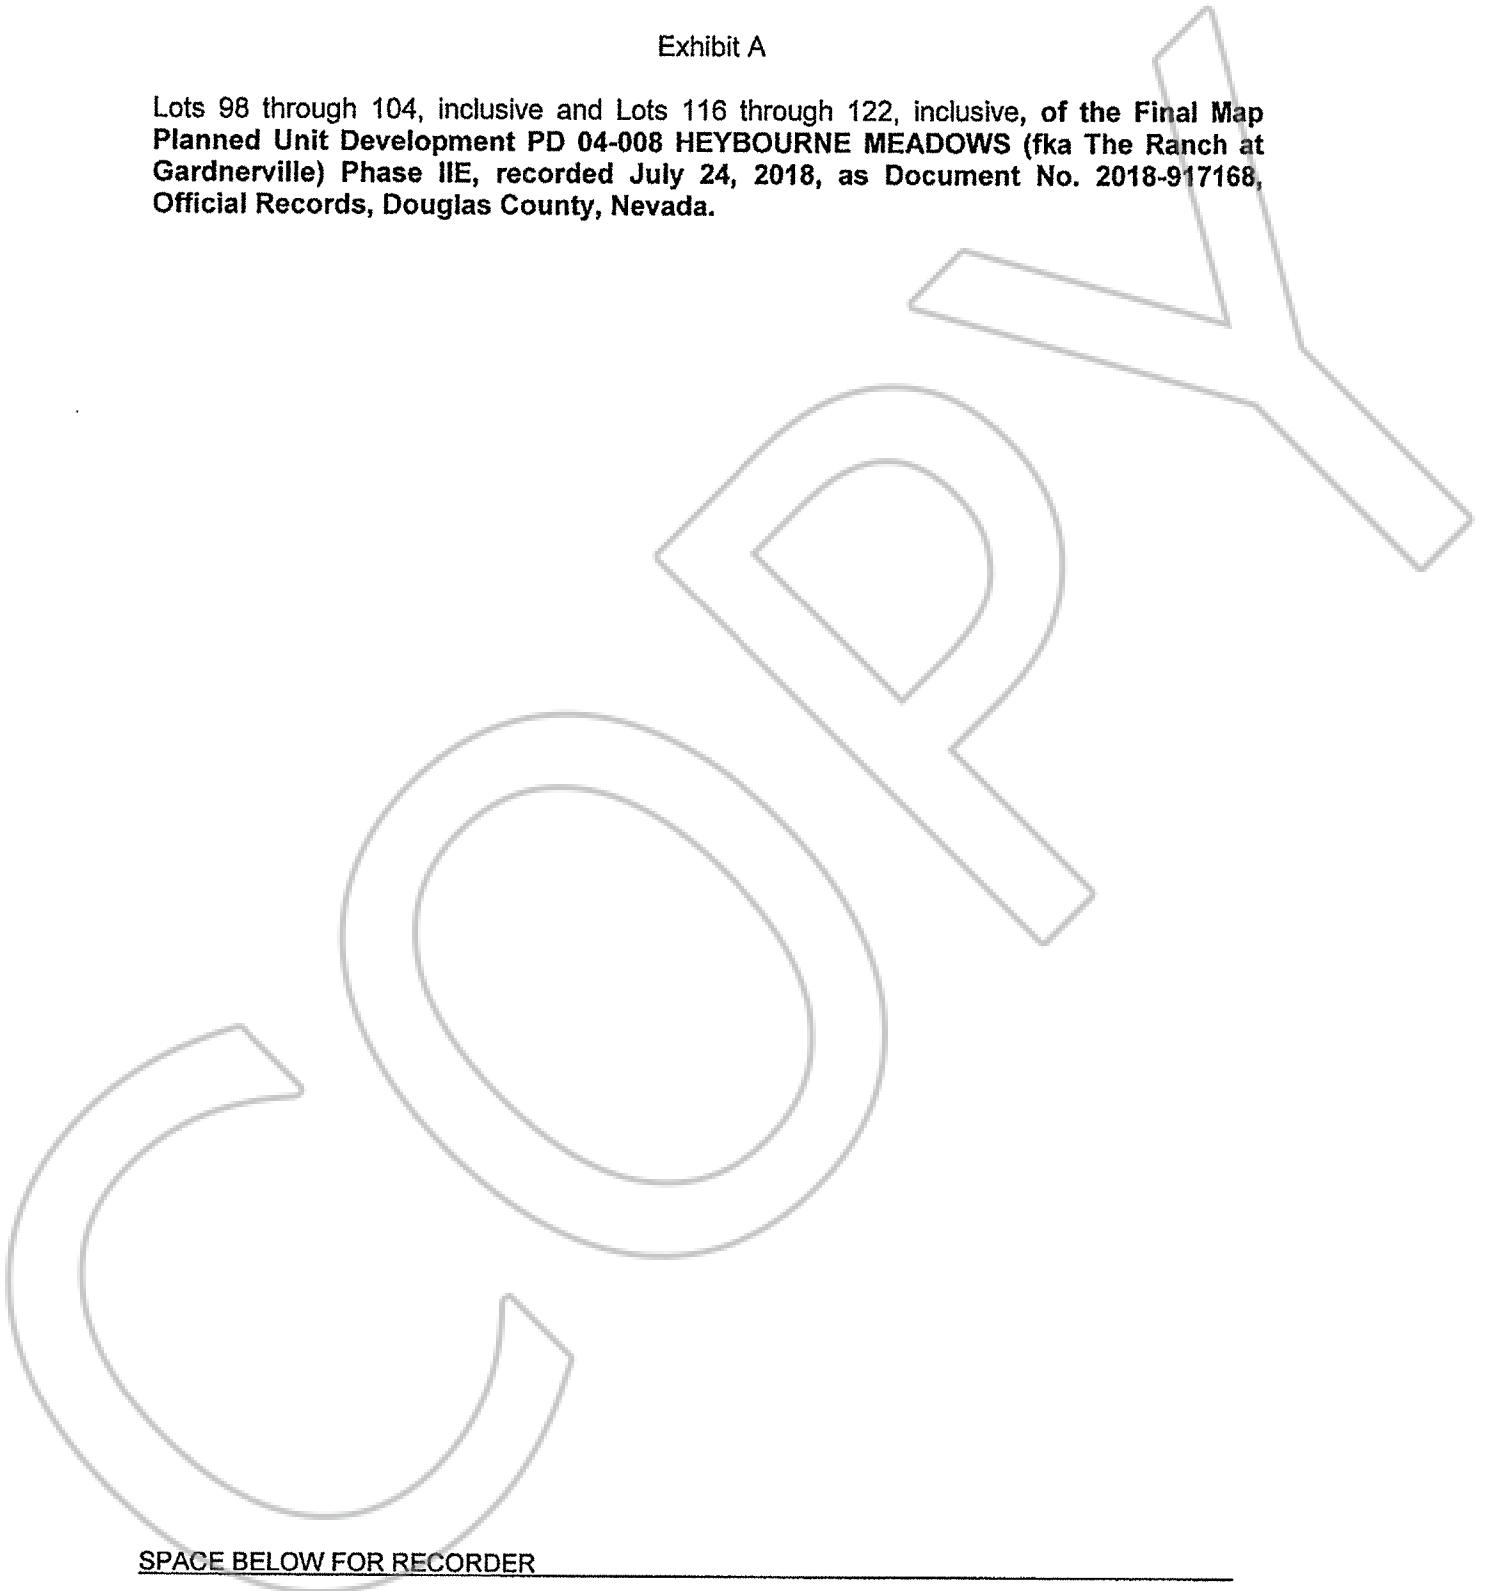 Exhibit A
Lots 98 through 104, inclusive and Lots 116 through 122, inclusive, of the Final Map
Planned Unit Development PD 04-008 HEYBOURNE MEADOWS (fka The Ranch at
Gardnerville) Phase IIE, recorded July 24, 2018, as Document No. 2018-917168,
Official Records, Douglas County, Nevada.
COPY
SPACE BELOW FOR RECORDER